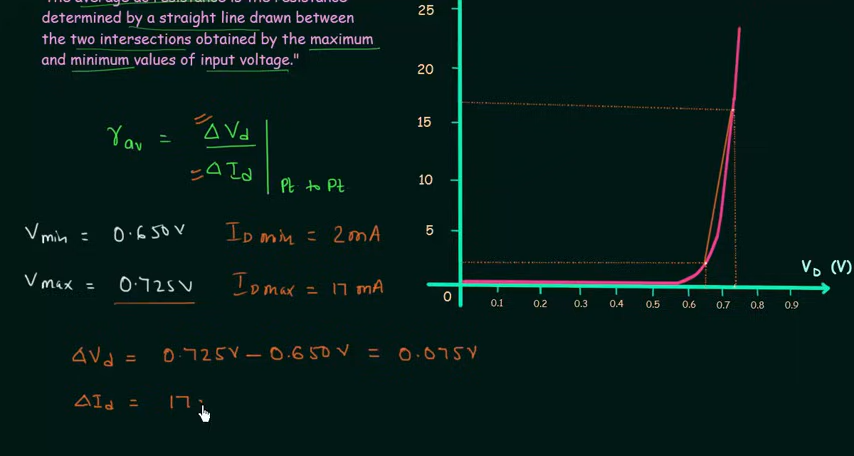 determined by a straight line drawn between
the two intersections obtained by the maximum
and minimum values of input voltage."
r_av = ΔV_d / ΔI_d | Pt to Pt
V_min = 0.650V I_D min = 2mA
V_max = 0.725V I_D max = 17 mA
ΔV_d = 0.725V - 0.650V = 0.075V
ΔI_d = 17
25
20
15
10
5
0
0.1 0.2 0.3 0.4 0.5 0.6 0.7 0.8 0.9
V_D (V)